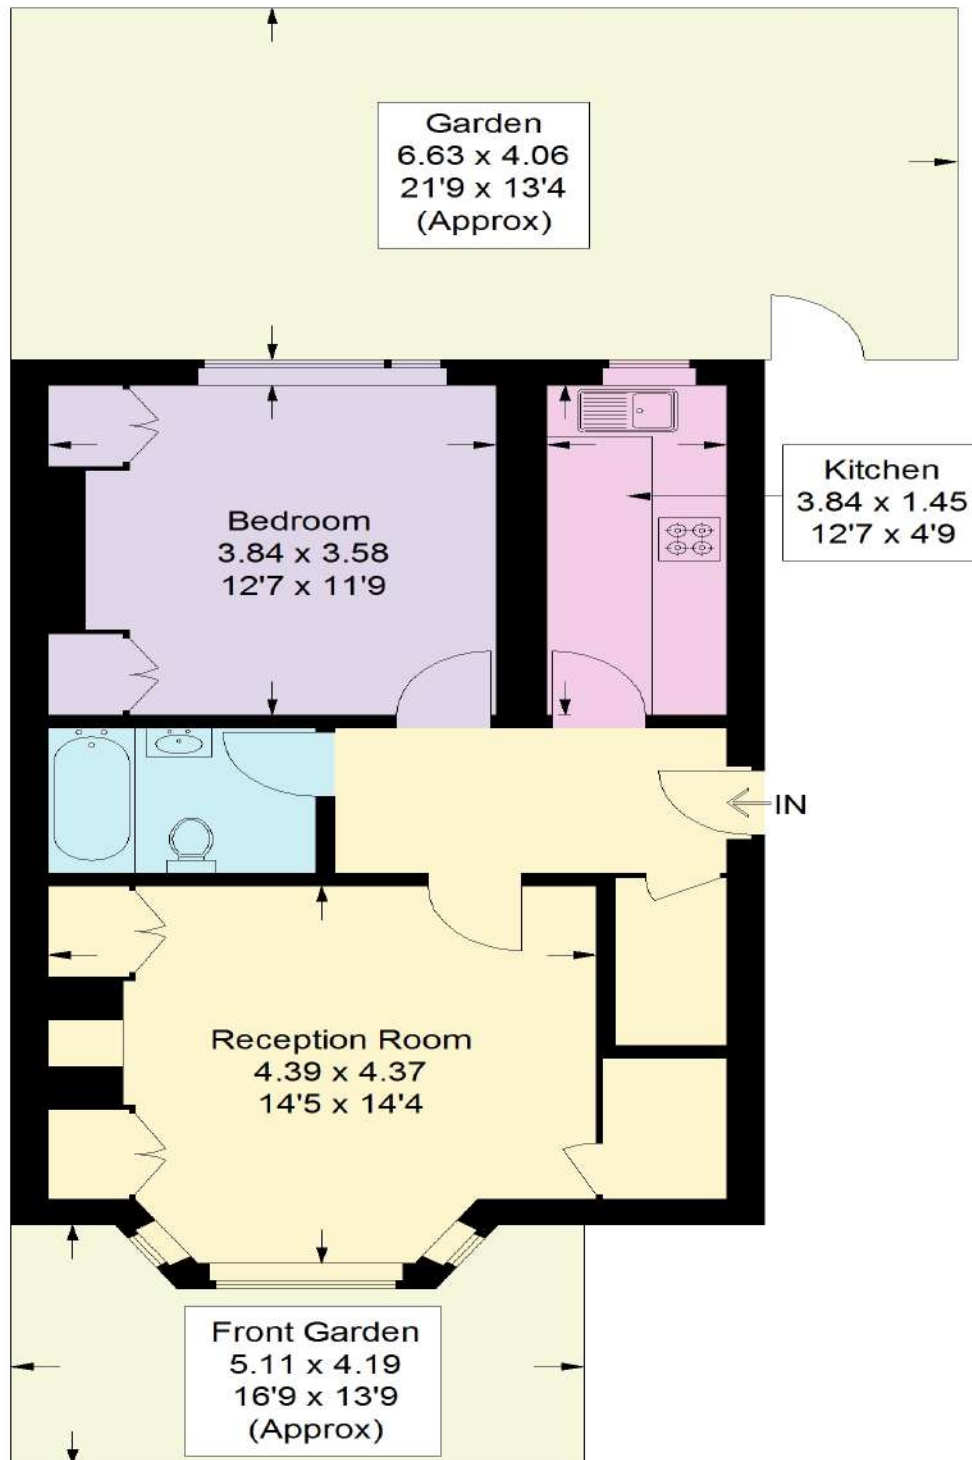 Garden
6.63 x 4.06
21'9 x 13'4
(Approx)
Kitchen
3.84 x 1.45
12'7 x 4'9
Bedroom
3.84 x 3.58
12'7 x 11'9
IN
Reception Room
4.39 x 4.37
14'5 x 14'4
Front Garden
5.11 x 4.19
16'9 x 13'9
(Approx)